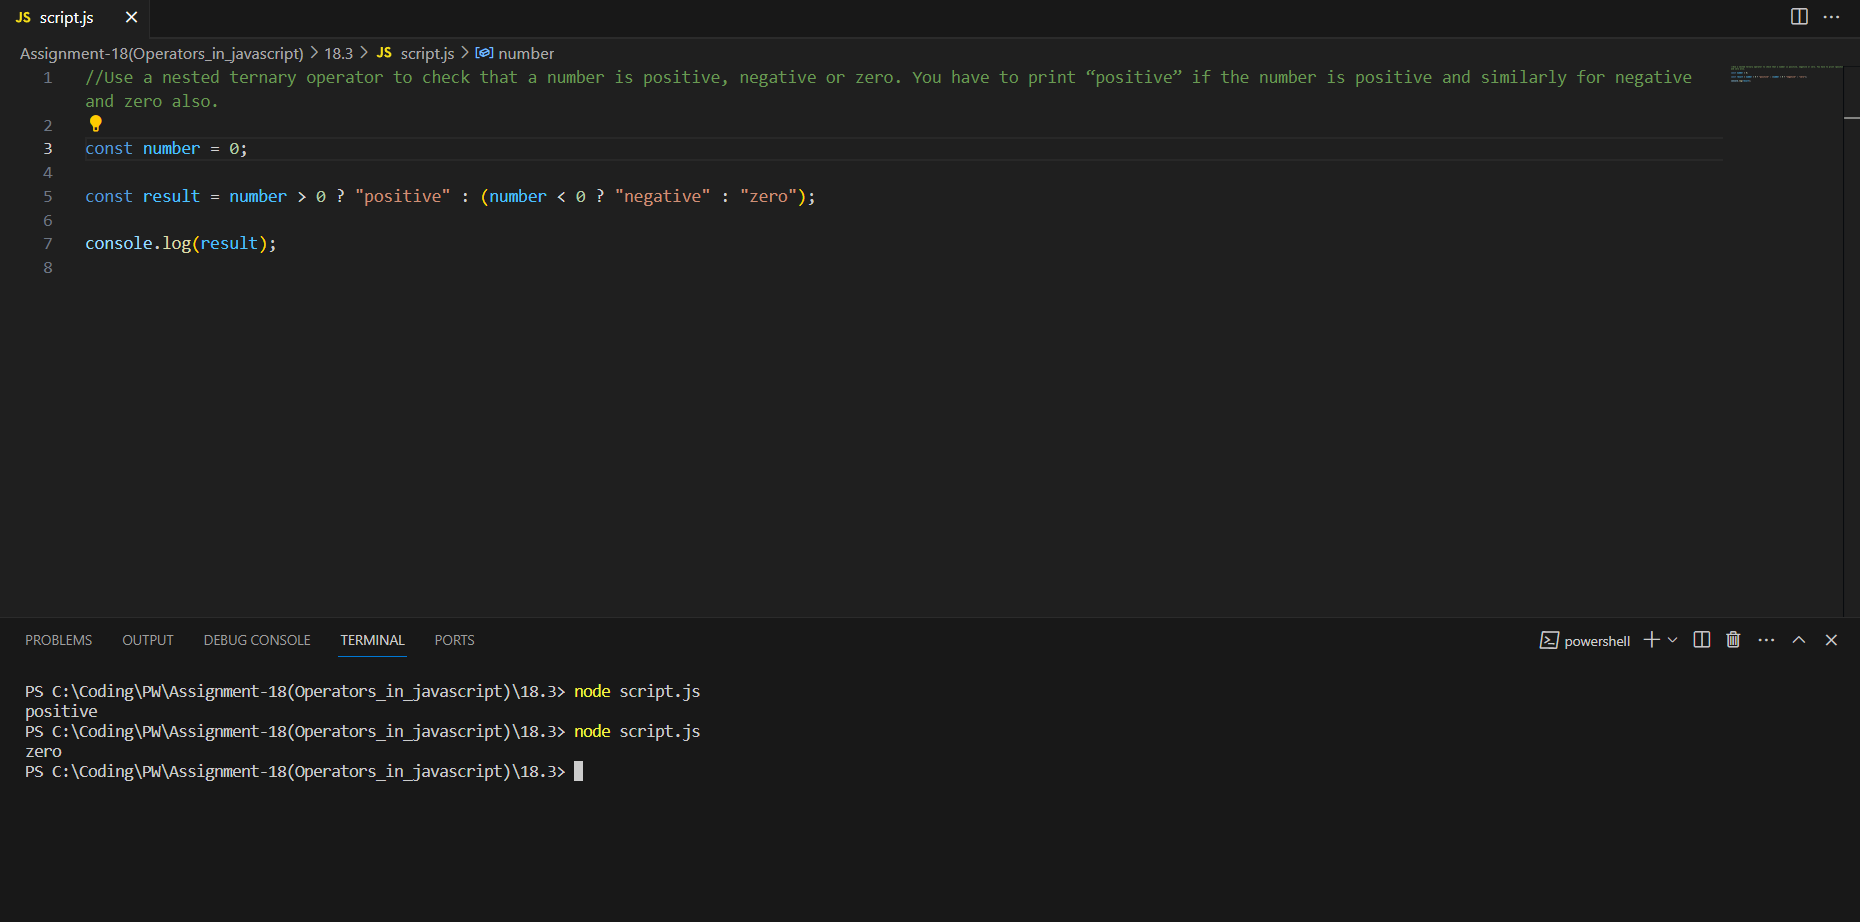 JS script.js
Assignment-18(Operators_in_javascript) > 18.3 > JS script.js > number
1 //Use a nested ternary operator to check that a number is positive, negative or zero. You have to print “positive” if the number is positive and similarly for negative
and zero also.
2
3 const number = 0;
4
5 const result = number > 0 ? "positive" : (number < 0 ? "negative" : "zero");
6
7 console.log(result);
8
PROBLEMS OUTPUT DEBUG CONSOLE TERMINAL PORTS powershell
PS C:\Coding\PW\Assignment-18(Operators_in_javascript)\18.3> node script.js
positive
PS C:\Coding\PW\Assignment-18(Operators_in_javascript)\18.3> node script.js
zero
PS C:\Coding\PW\Assignment-18(Operators_in_javascript)\18.3>